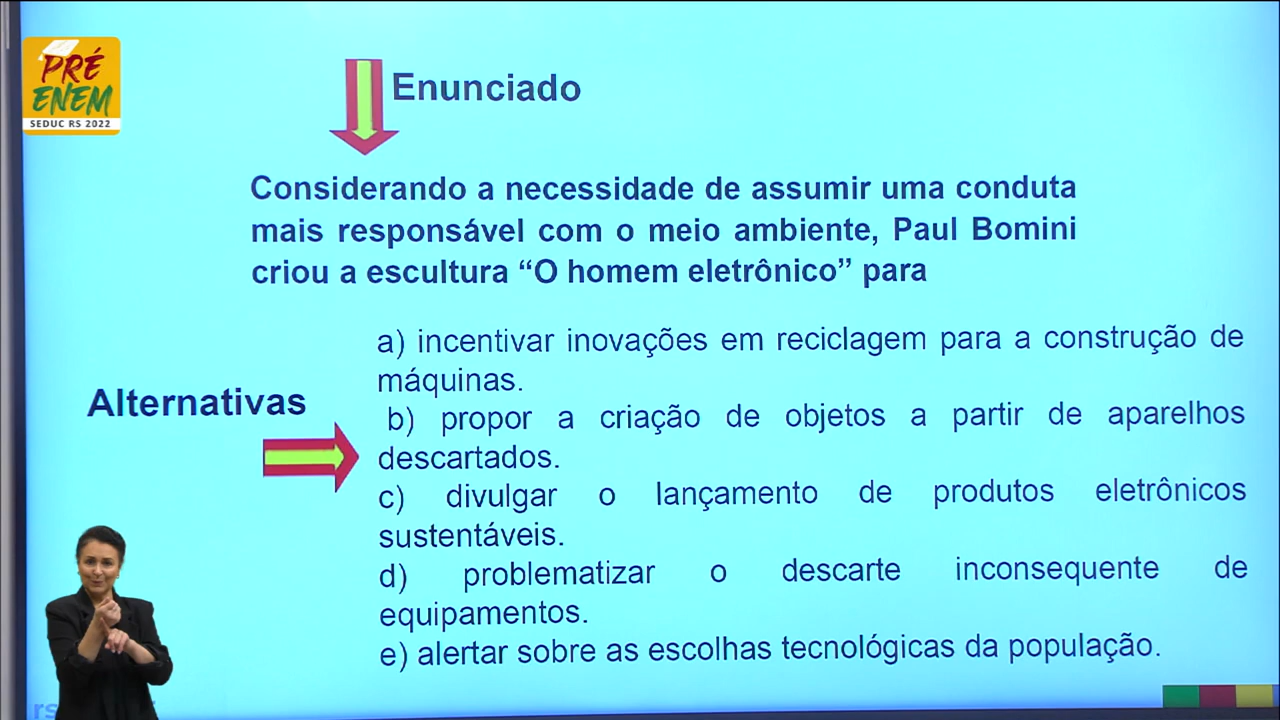 PRÉ
ENEM
SEDUC RS 2022
Enunciado
Considerando a necessidade de assumir uma conduta
mais responsável com o meio ambiente, Paul Bomini
criou a escultura “O homem eletrônico” para
Alternativas
a) incentivar inovações em reciclagem para a construção de
máquinas.
b) propor a criação de objetos a partir de aparelhos
descartados.
c) divulgar o lançamento de produtos eletrônicos
sustentáveis.
d) problematizar o descarte inconsequente de
equipamentos.
e) alertar sobre as escolhas tecnológicas da população.